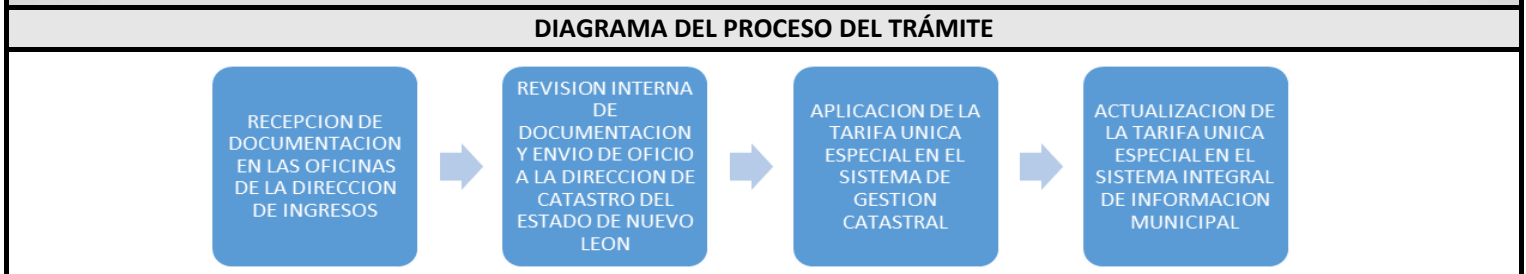 DIAGRAMA DEL PROCESO DEL TRÁMITE
RECEPCION DE
DOCUMENTACION
EN LAS OFICINAS
DE LA DIRECCION
DE INGRESOS
REVISION INTERNA
DE
DOCUMENTACION
Y ENVIO DE OFICIO
A LA DIRECCION DE
CATASTRO DEL
ESTADO DE NUEVO
LEON
APLICACION DE LA
TARIFA UNICA
ESPECIAL EN EL
SISTEMA DE
GESTION
CATASTRAL
ACTUALIZACION DE
LA TARIFA UNICA
ESPECIAL EN EL
SISTEMA INTEGRAL
DE INFORMACION
MUNICIPAL